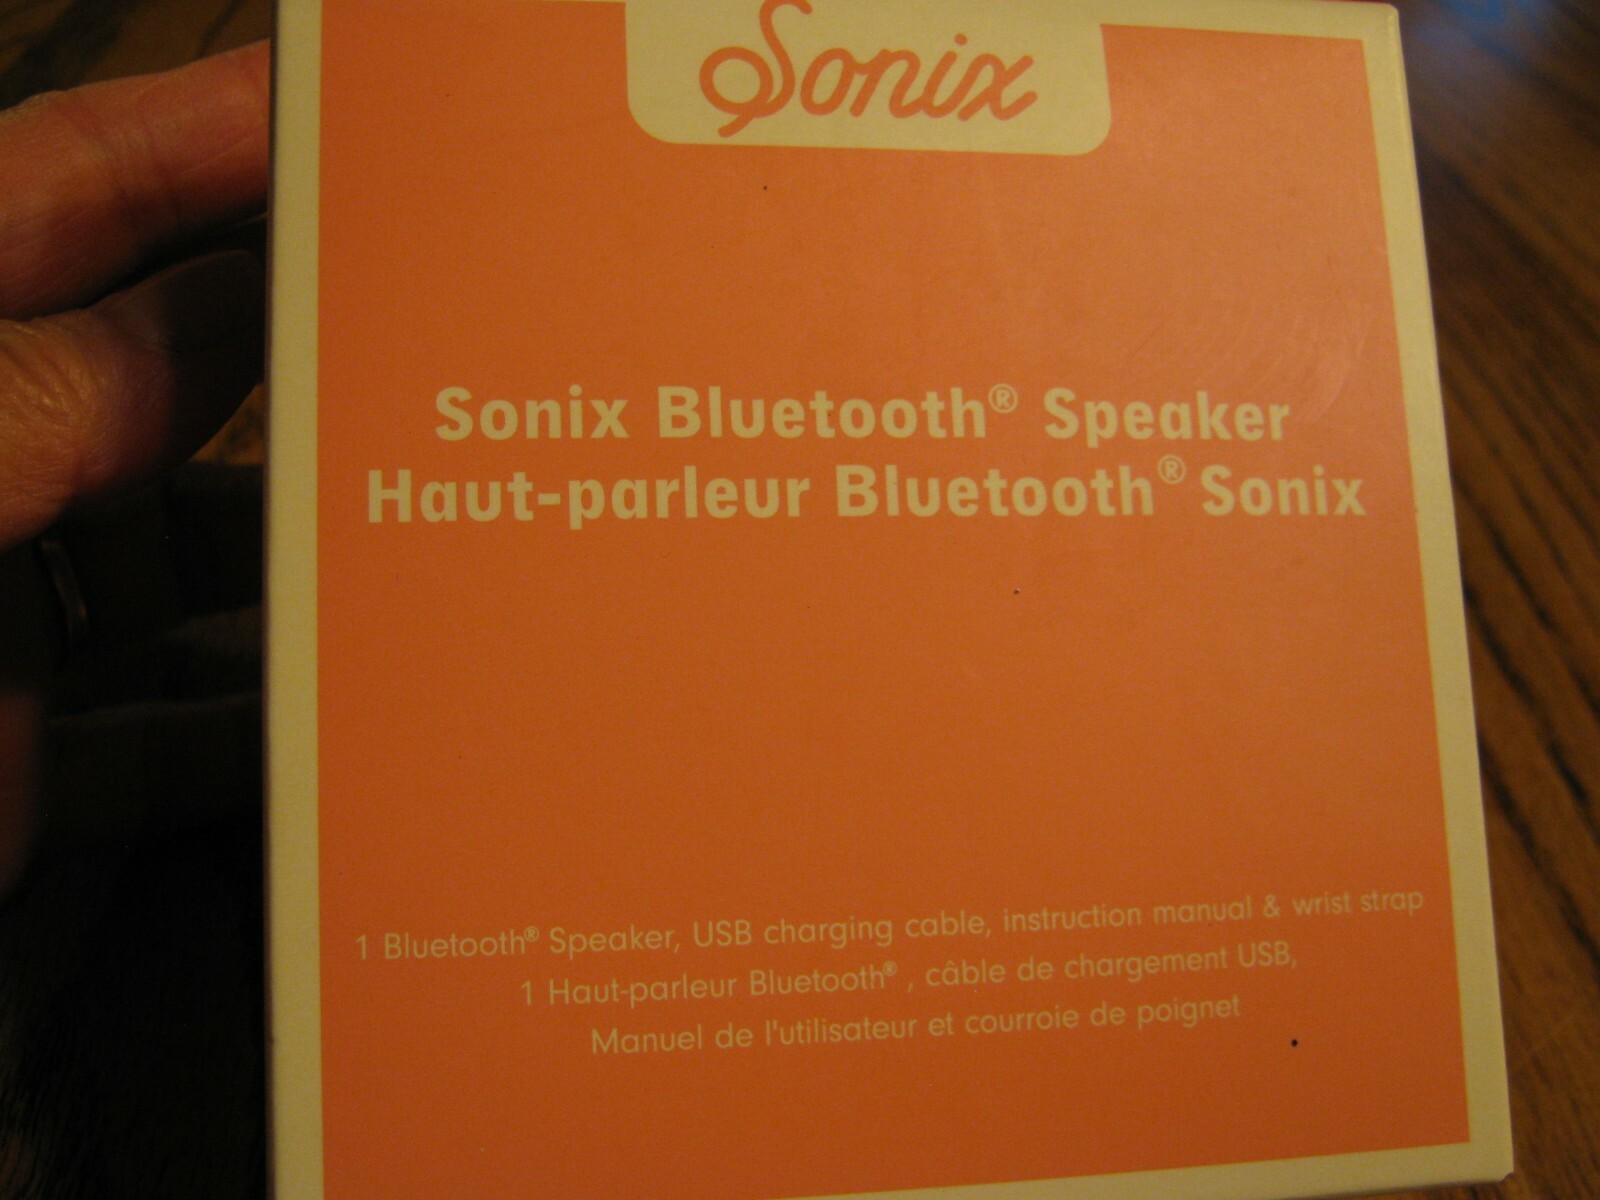 Sonix
Sonix Bluetooth® Speaker
Haut-parleur Bluetooth® Sonix
1 Bluetooth® Speaker, USB charging cable, instruction manual & wrist strap
1 Haut-parleur Bluetooth® , câble de chargement USB,
Manuel de l'utilisateur et courroie de poignet